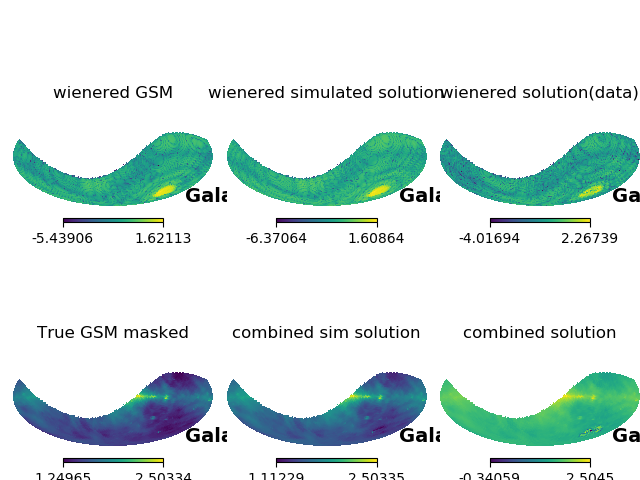 wienered GSM
wienered simulated solution
wienered solution(data)
Gala
Gala
Ga
-5.43906 1.62113
-6.37064 1.60864
-4.01694 2.26739
True GSM masked
combined sim solution
combined solution
Gala
Gala
Ga
1.24965 2.50334
1.11229 2.50335
-0.34059 2.5045